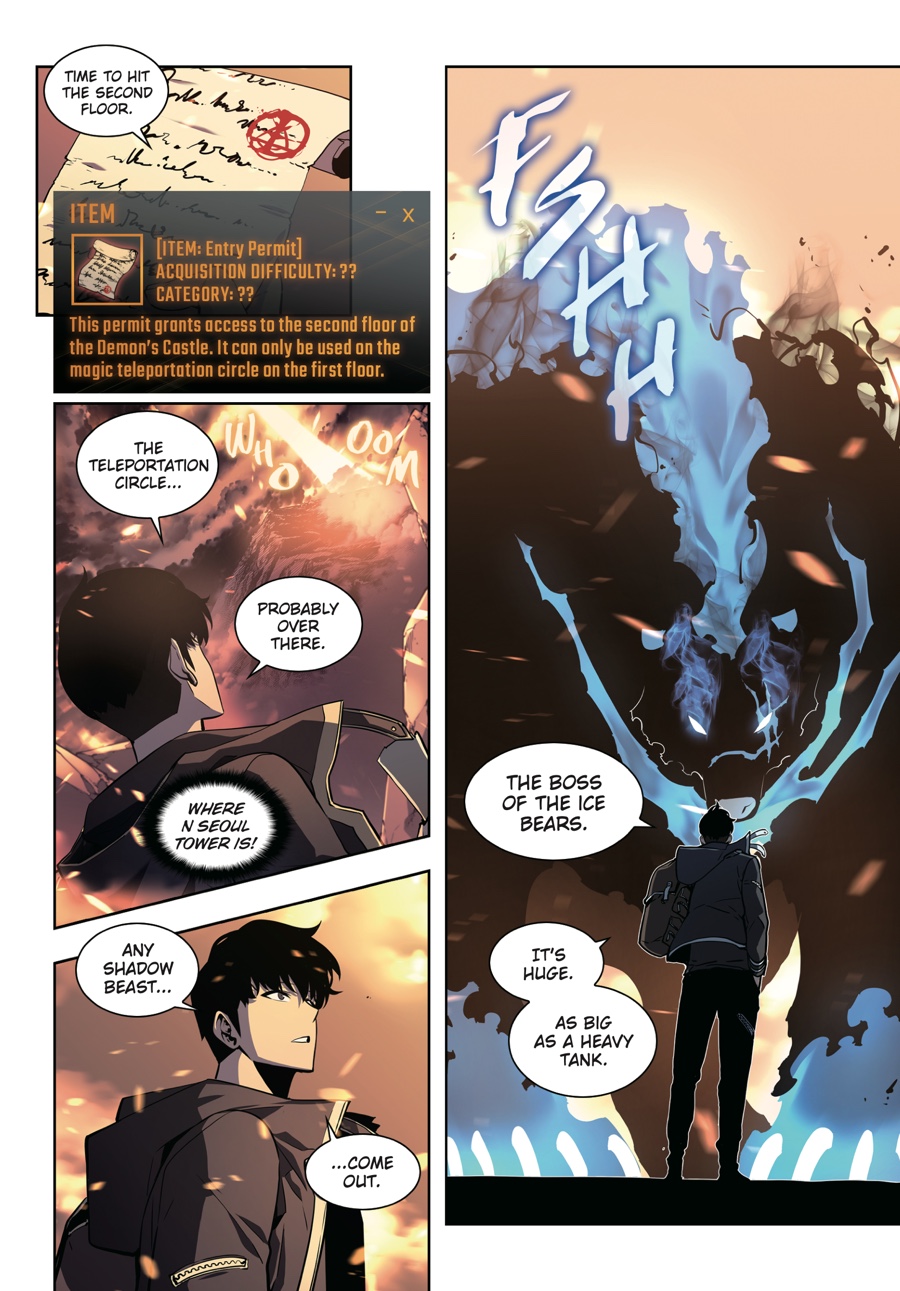 TIME TO HIT
THE SECOND
FLOOR.
ITEM
– X
[ITEM: Entry Permit]
ACQUISITION DIFFICULTY: ??
CATEGORY: ??
This permit grants access to the second floor of
the Demon's Castle. It can only be used on the
magic teleportation circle on the first floor.
THE
TELEPORTATION
CIRCLE...
WHOOOOM
PROBABLY
OVER
THERE.
WHERE
N SEOUL
TOWER IS!
ANY
SHADOW
BEAST...
...COME
OUT.
FSHHH
THE BOSS
OF THE ICE
BEARS.
IT'S
HUGE.
AS BIG
AS A HEAVY
TANK.